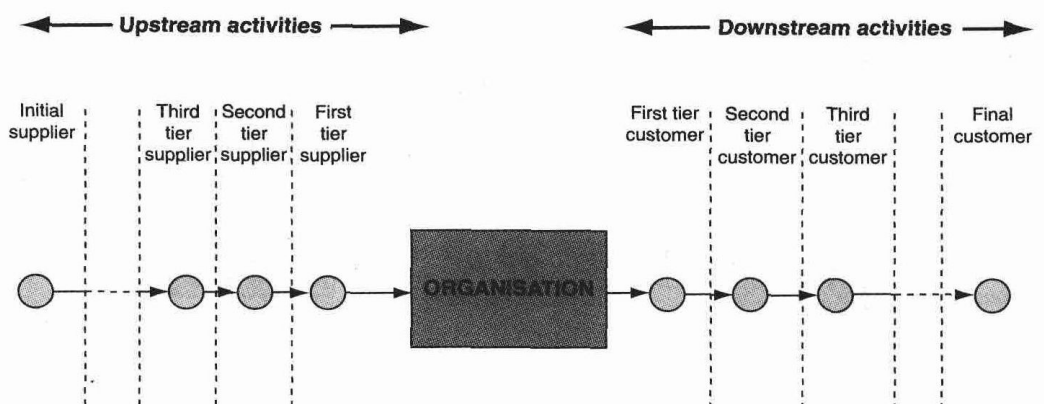 Upstream activities
Downstream activities
Initial
supplier
Third
tier
supplier
Second
tier
supplier
First
tier
supplier
First tier
customer
Second
tier
customer
Third
tier
customer
Final
customer
ORGANISATION